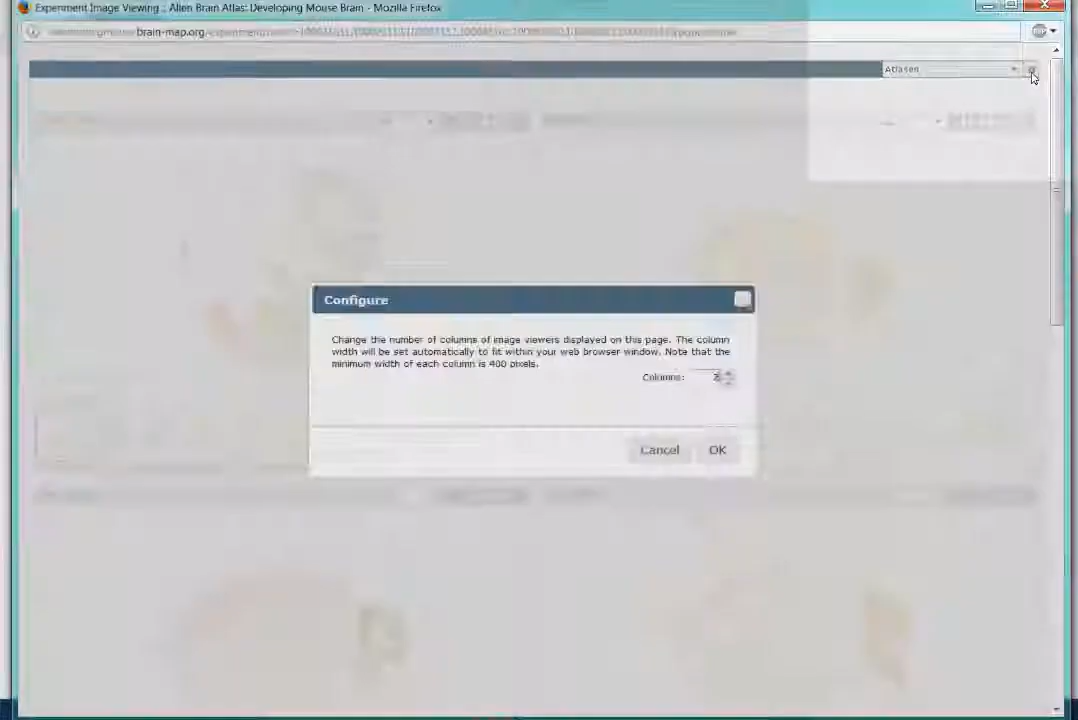 Experiment Image Viewing :: Allen Brain Atlas: Developing Mouse Brain - Mozilla Firefox
brain-map.org
Atlases
Configure
Change the number of columns of image viewers displayed on this page. The column
width will be set automatically to fit within your web browser window. Note that the
minimum width of each column is 400 pixels.
Columns: 2
Cancel OK